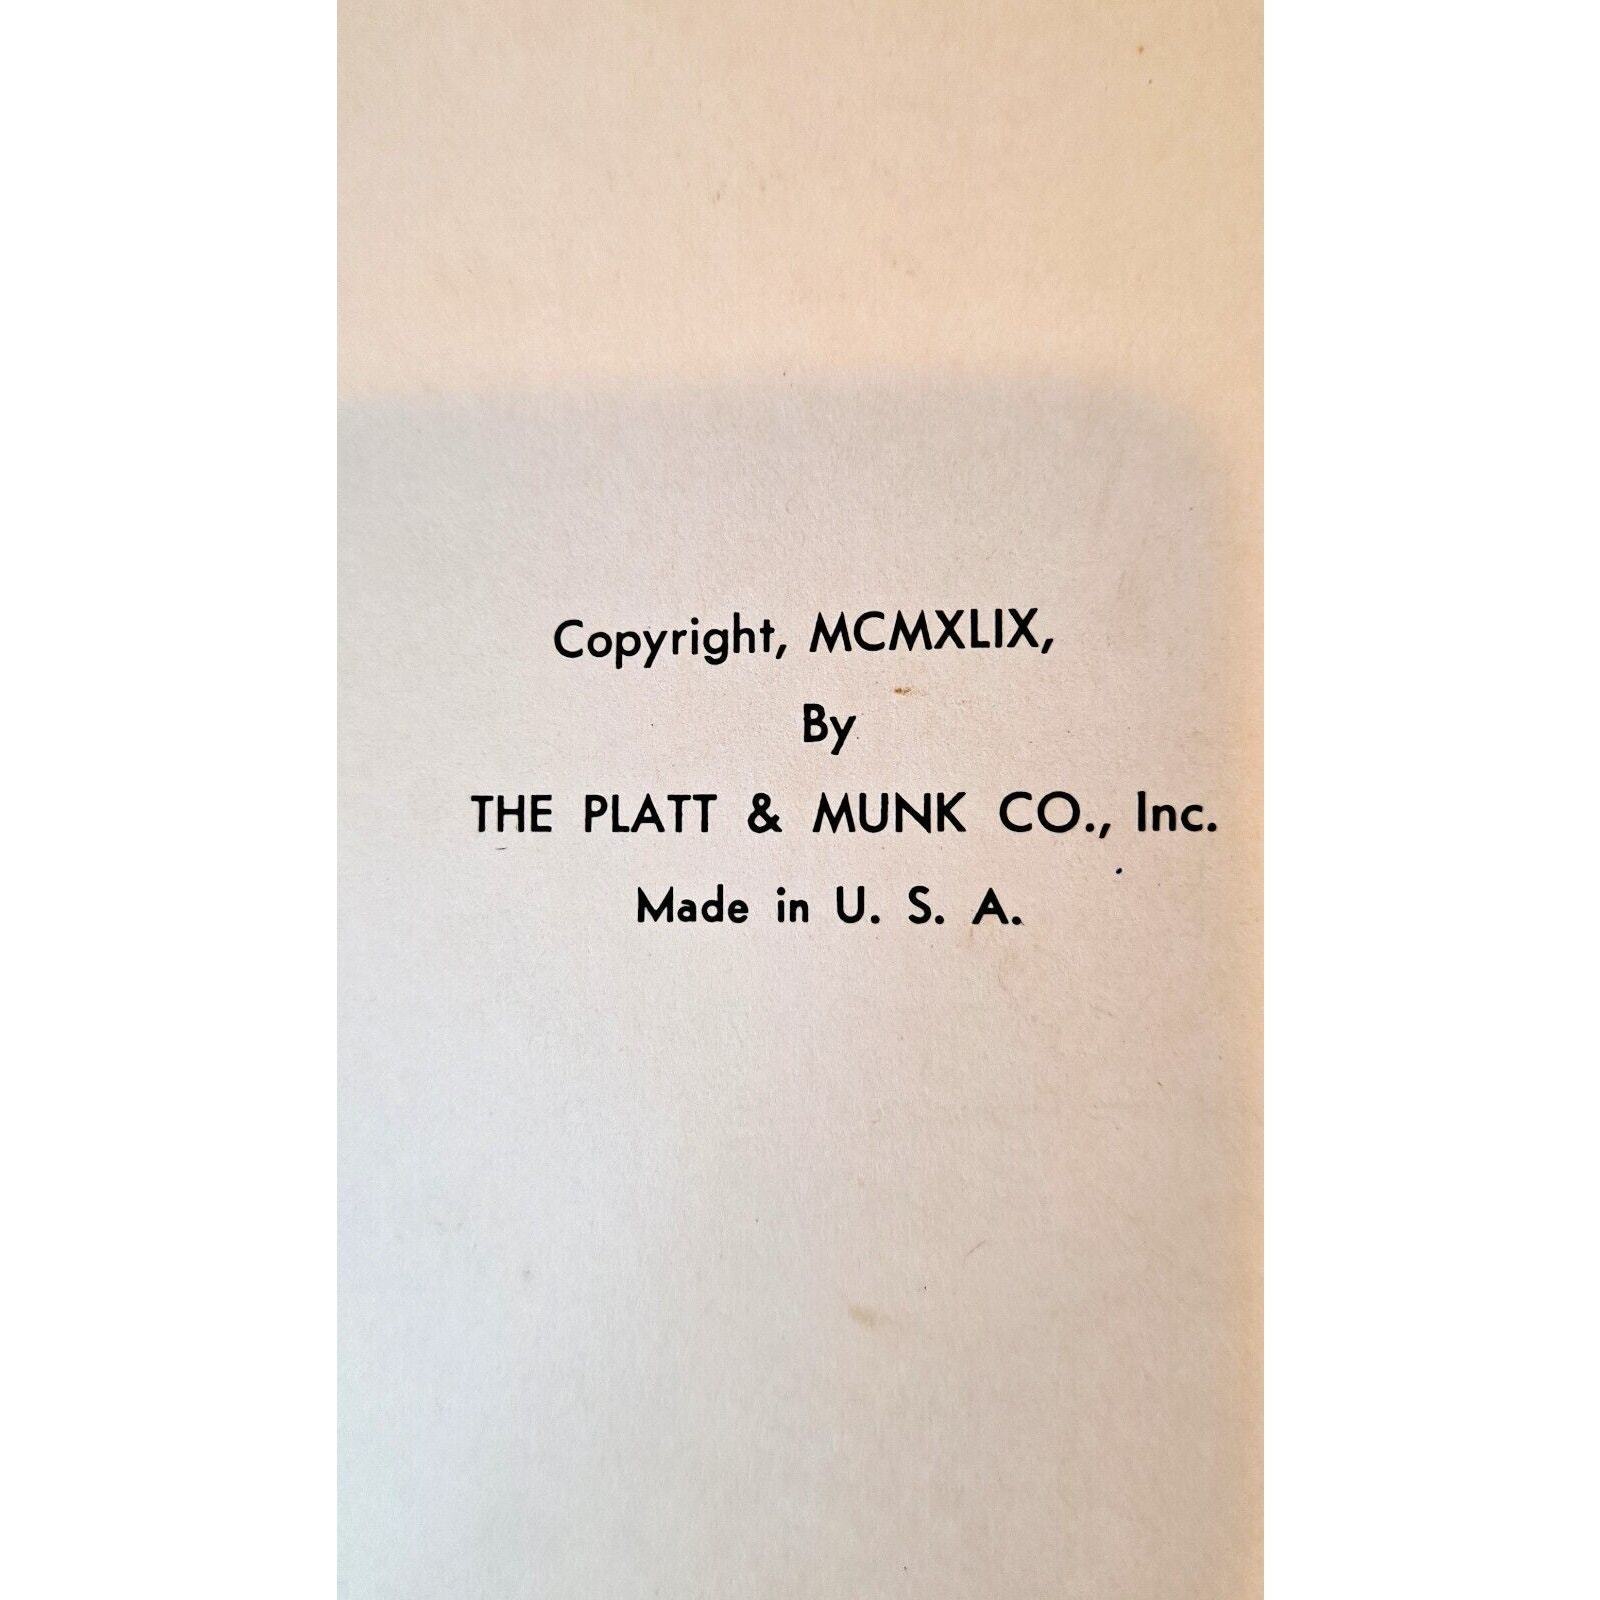 Copyright, MCMXLIX,
By
THE PLATT & MUNK CO., Inc.
Made in U. S. A.